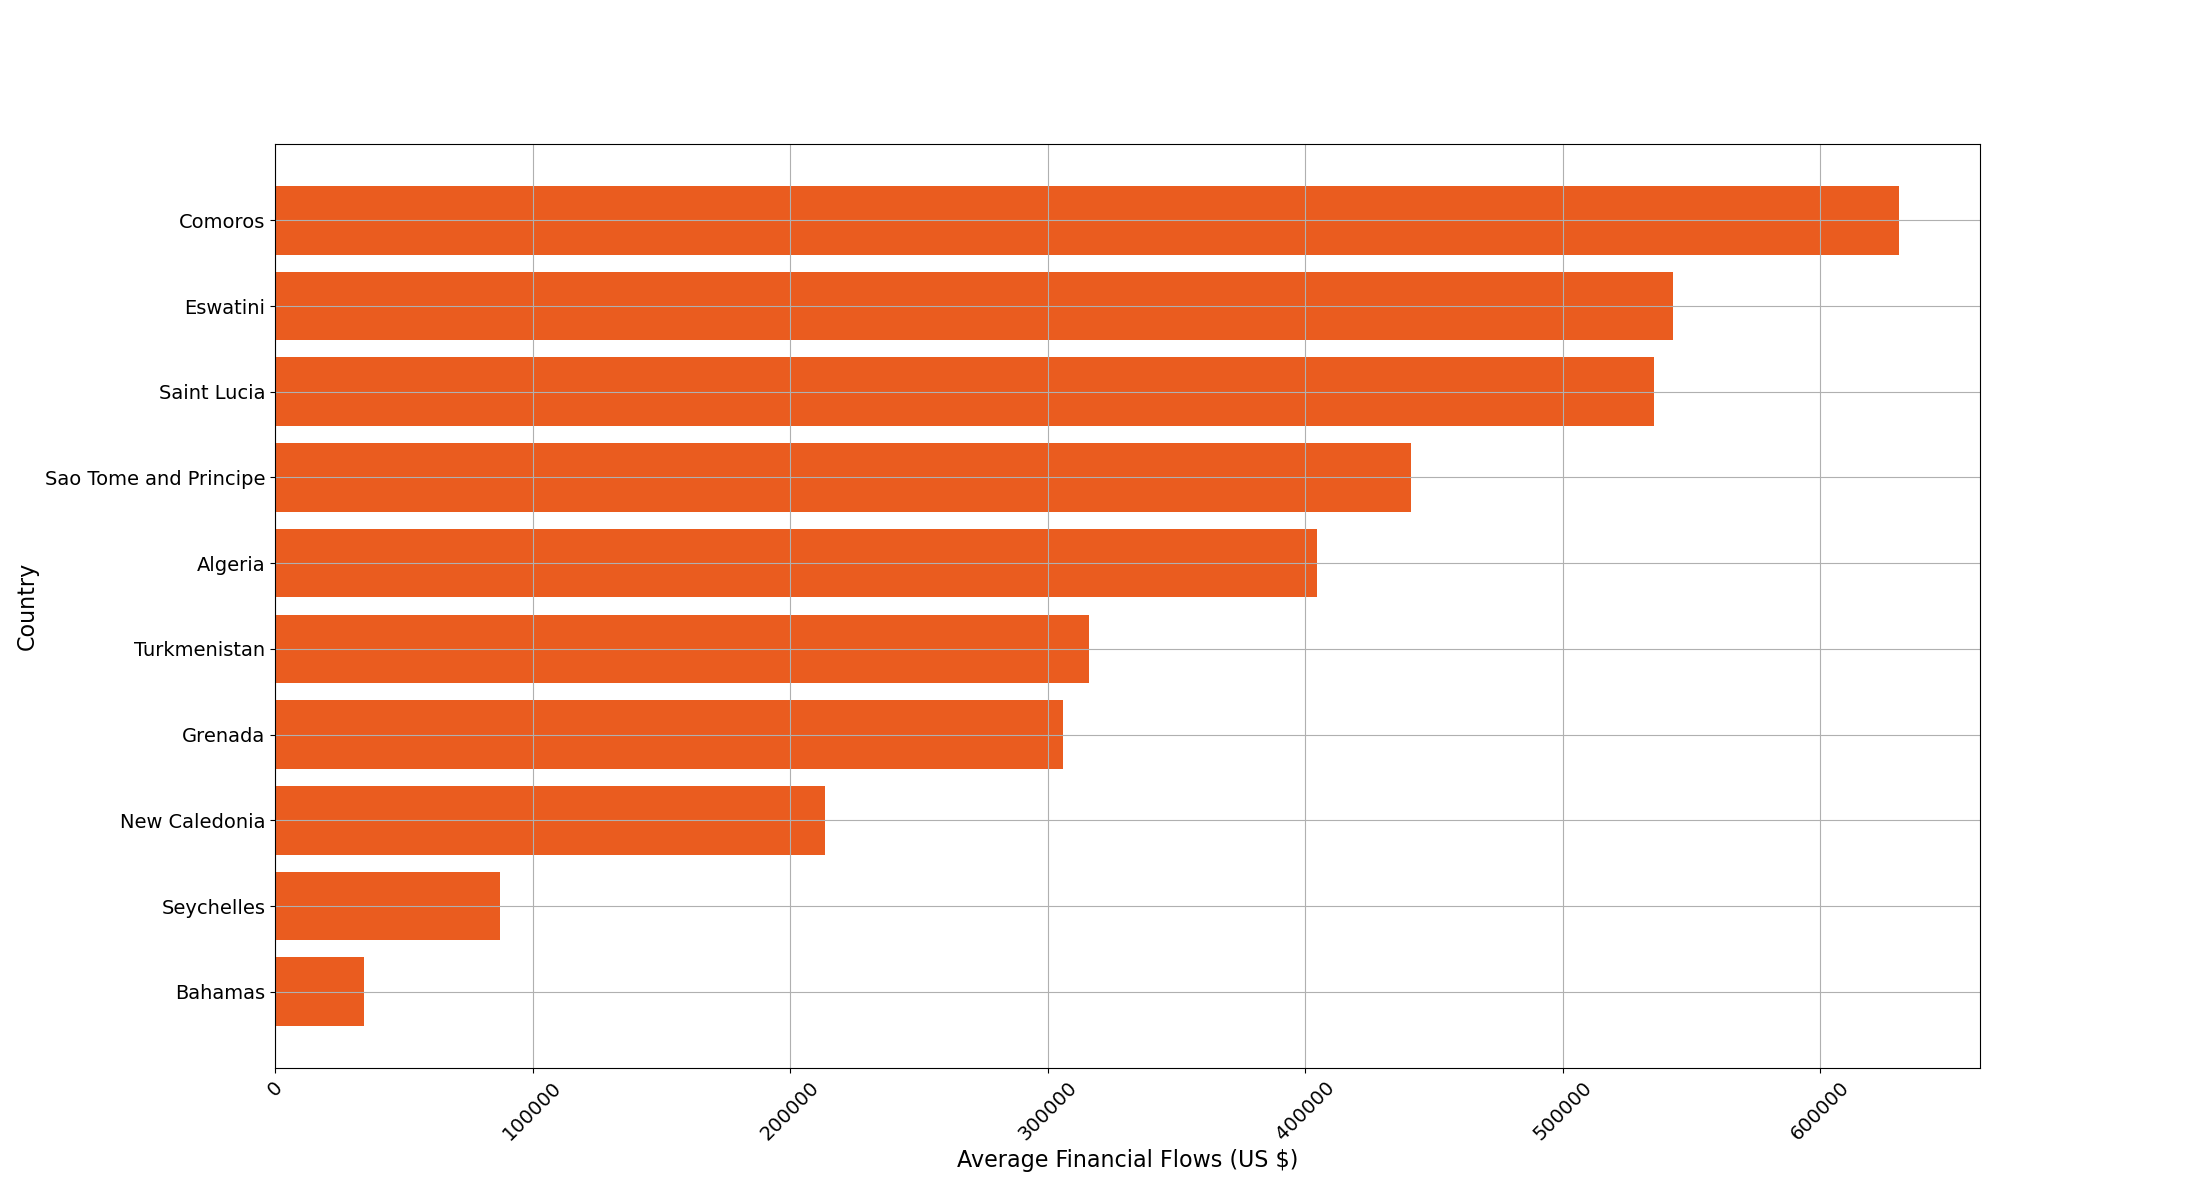 Country
Comoros
Eswatini
Saint Lucia
Sao Tome and Principe
Algeria
Turkmenistan
Grenada
New Caledonia
Seychelles
Bahamas
0
100000
200000
300000
400000
500000
600000
Average Financial Flows (US $)